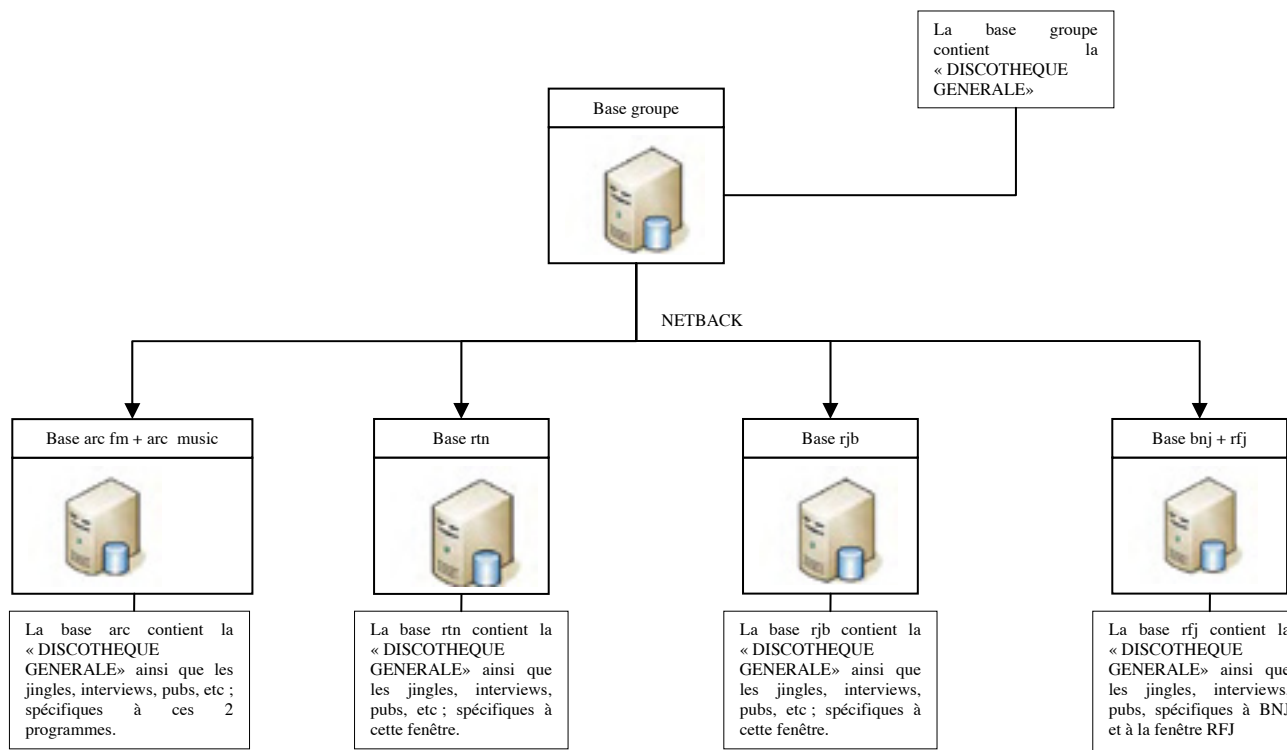 La base groupe
contient la
« DISCOTHEQUE
GENERALE»
Base groupe
NETBACK
Base arc fm + arc music
Base rtn
Base rjb
Base bnj + rfj
La base arc contient la
« DISCOTHEQUE
GENERALE» ainsi que les
jingles, interviews, pubs, etc ;
spécifiques à ces 2
programmes.
La base rtn contient la
« DISCOTHEQUE
GENERALE» ainsi que
les jingles, interviews,
pubs, etc ; spécifiques à
cette fenêtre.
La base rjb contient la
« DISCOTHEQUE
GENERALE» ainsi que
les jingles, interviews,
pubs, etc ; spécifiques à
cette fenêtre.
La base rfj contient la
« DISCOTHEQUE
GENERALE» ainsi que
les jingles, interviews,
pubs, spécifiques à BNJ
et à la fenêtre RFJ